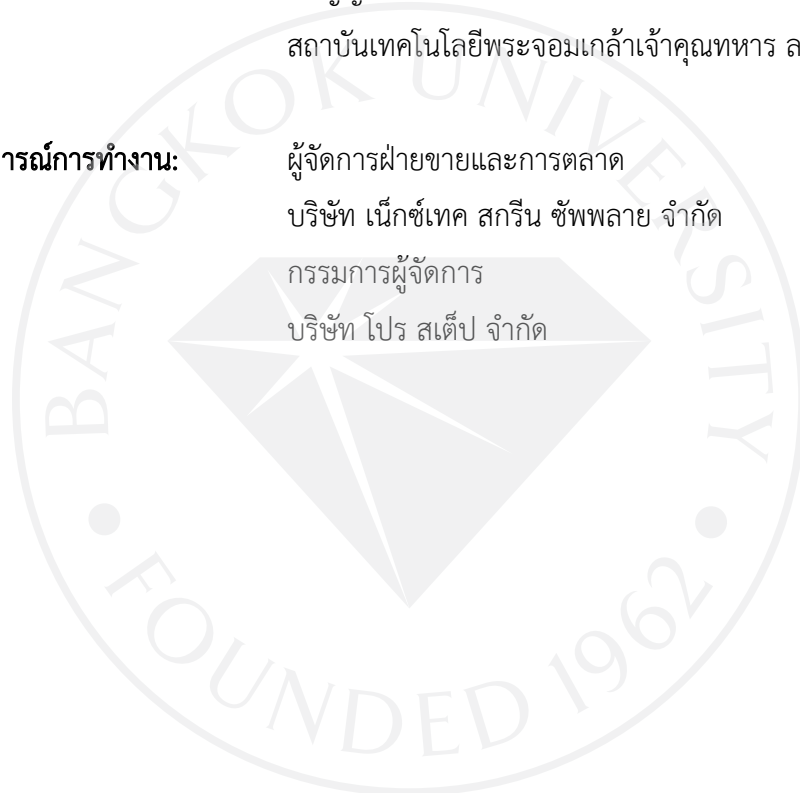 สถาบันเทคโนโลยีพระจอมเกล้าเจ้าคุณทหาร
รณ์การทำงาน: ผู้จัดการฝ่ายขายและการตลาด
บริษัท เน็กซ์เทค สกรีน ซัพพลาย จำกัด
กรรมการผู้จัดการ
บริษัท โปร สเต็ป จำกัด
BANGKOK UNIVERSITY
FOUNDED 1962